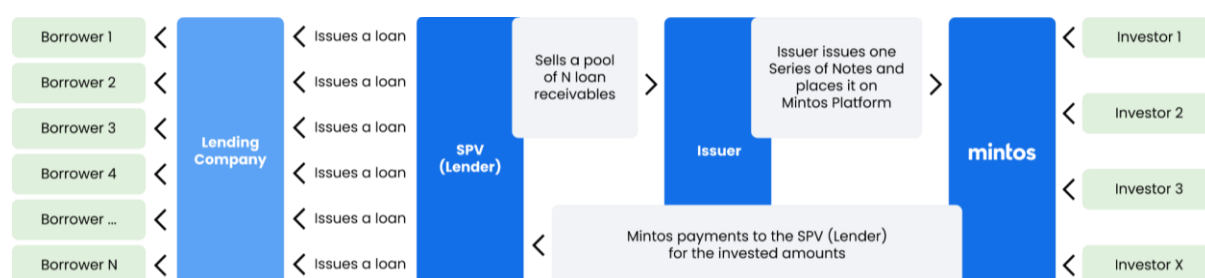 Borrower 1
Borrower 2
Borrower 3
Borrower 4
Borrower ...
Borrower N
Lending
Company
Issues a loan
Issues a loan
Issues a loan
Issues a loan
Issues a loan
Issues a loan
SPV
(Lender)
Sells a pool
of N loan
receivables
Issuer
Issuer issues one
Series of Notes and
places it on
Mintos Platform
Mintos payments to the SPV (Lender)
for the invested amounts
mintos
Investor 1
Investor 2
Investor 3
Investor X